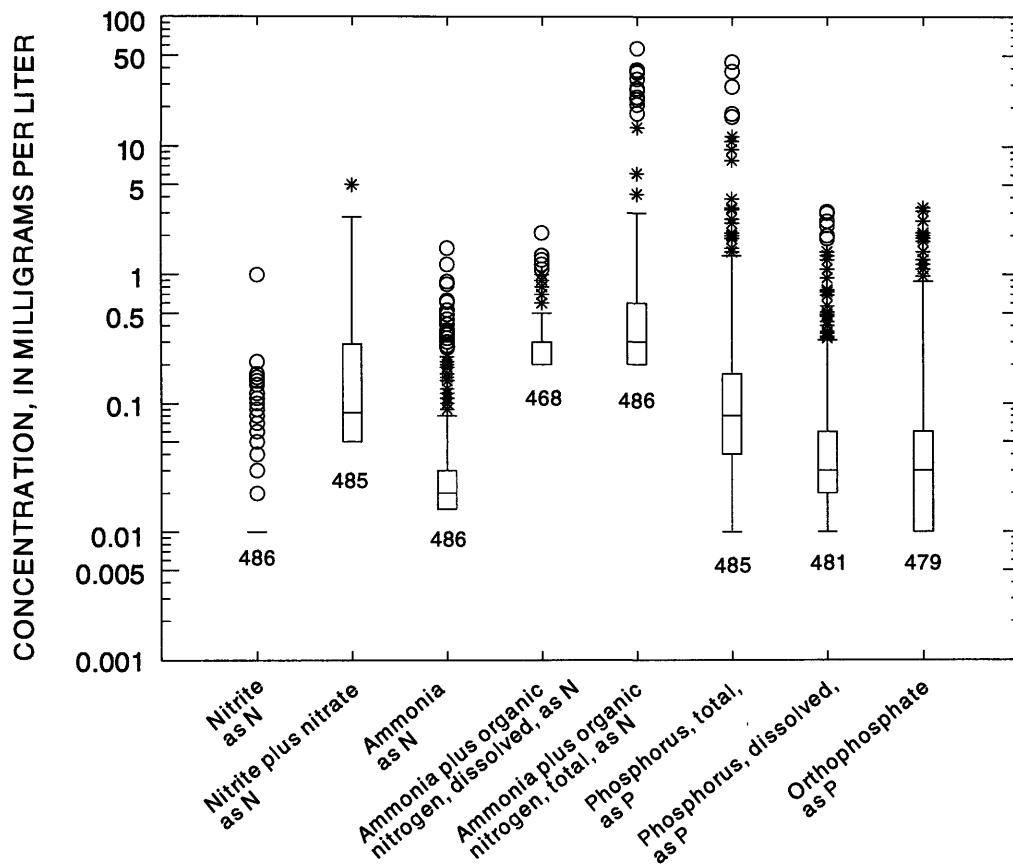 CONCENTRATION, IN MILLIGRAMS PER LITER
100
50
10
5
1
0.5
0.1
0.01
0.005
0.001
486
485
486
468
486
485
481
479
Nitrite
as N
Nitrite plus nitrate
as N
Ammonia
as N
Ammonia plus organic
nitrogen, dissolved, as N
Ammonia plus organic
nitrogen, total, as N
Phosphorus, total,
as P
Phosphorus, dissolved,
as P
Orthophosphate
as P